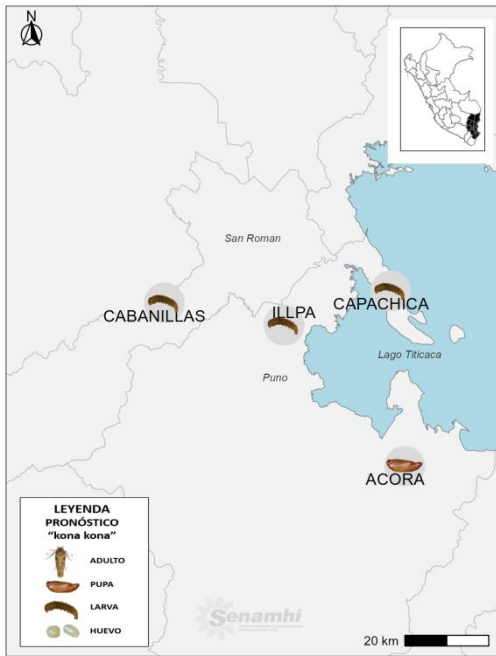 N
San Roman
CABANILLAS
ILLPA
CAPACHICA
Lago Titicaca
Puno
ACORA
LEYENDA
PRONÓSTICO
“kona kona”
ADULTO
PUPA
LARVA
HUEVO
Senamhi
20 km